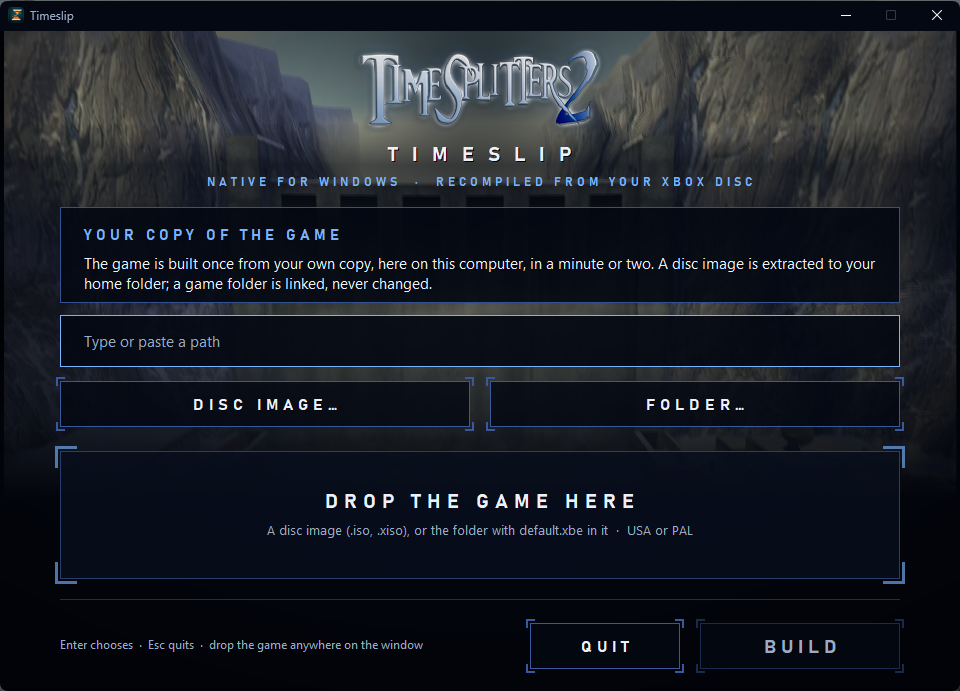 Timeslip
TIMESPLITTERS 2
TIMESLIP
NATIVE FOR WINDOWS · RECOMPILED FROM YOUR XBOX DISC
YOUR COPY OF THE GAME
The game is built once from your own copy, here on this computer, in a minute or two. A disc image is extracted to your
home folder; a game folder is linked, never changed.
Type or paste a path
DISC IMAGE…
FOLDER…
DROP THE GAME HERE
A disc image (.iso, .xiso), or the folder with default.xbe in it · USA or PAL
Enter chooses · Esc quits · drop the game anywhere on the window
QUIT
BUILD